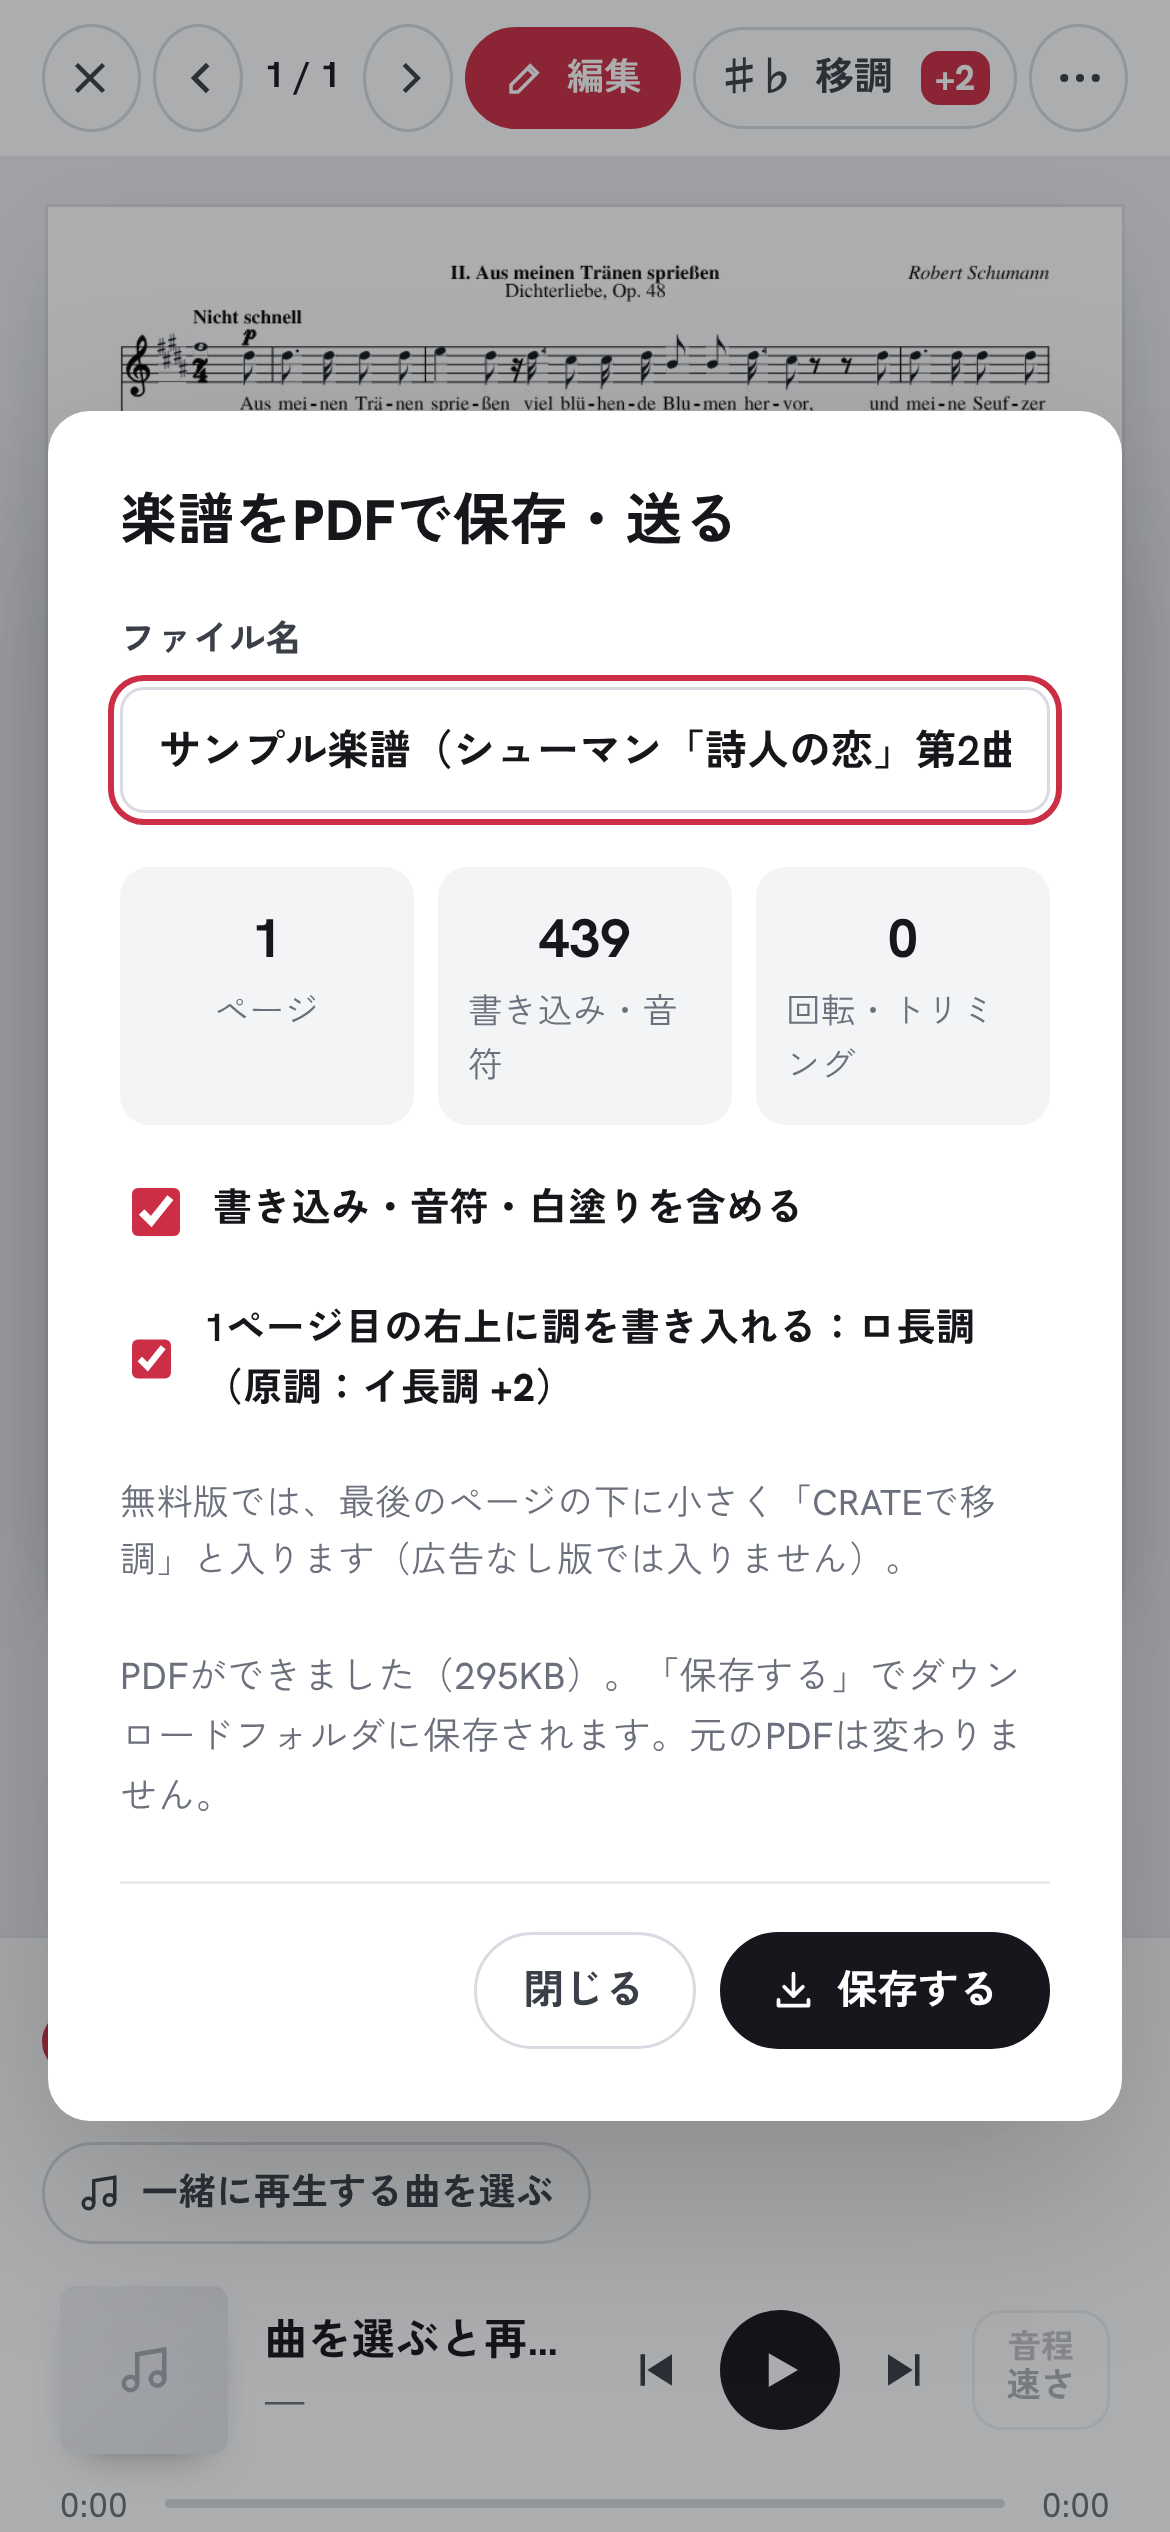 1 / 1
編集
移調 +2
II. Aus meinen Tränen sprießen
Robert Schumann
Dichterliebe, Op. 48
Nicht schnell
p
Aus mei-nen Trä-nen sprie-ßen viel blü-hen-de Blu-men her-vor, und mei-ne Seuf-zer
楽譜をPDFで保存・送る
ファイル名
サンプル楽譜（シューマン「詩人の恋」第2曲
1
ページ
439
書き込み・音
符
0
回転・トリミ
ング
書き込み・音符・白塗りを含める
1ページ目の右上に調を書き入れる：ロ長調
（原調：イ長調 +2）
無料版では、最後のページの下に小さく「CRATEで移
調」と入ります（広告なし版では入りません）。
PDFができました（295KB）。「保存する」でダウン
ロードフォルダに保存されます。元のPDFは変わりま
せん。
閉じる
保存する
一緒に再生する曲を選ぶ
曲を選ぶと再...
—
音程
速さ
0:00
0:00